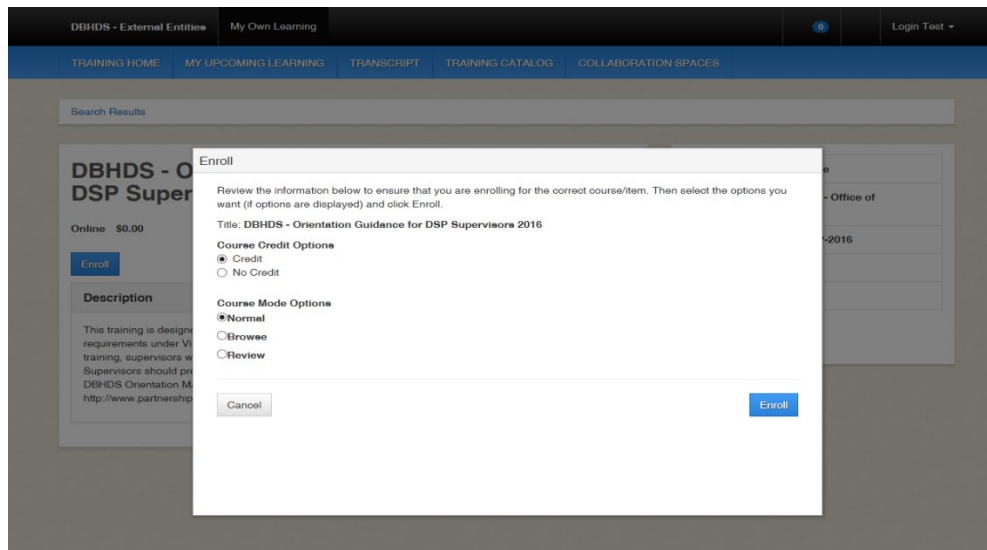 DBHDS - External Entities My Own Learning 0 Login Test
TRAINING HOME MY UPCOMING LEARNING TRANSCRIPT TRAINING CATALOG COLLABORATION SPACES
Search Results
DBHDS - O
DSP Super
Online $0.00
Enroll
Description
This training is designe
requirements under Vi
training, supervisors w
Supervisors should pre
DBHDS Orientation Ma
http://www.partnership
Enroll
Review the information below to ensure that you are enrolling for the correct course/item. Then select the options you
want (if options are displayed) and click Enroll.
Title: DBHDS - Orientation Guidance for DSP Supervisors 2016
Course Credit Options
Credit
No Credit
Course Mode Options
Normal
Browse
Review
Cancel Enroll
e
- Office of
-2016